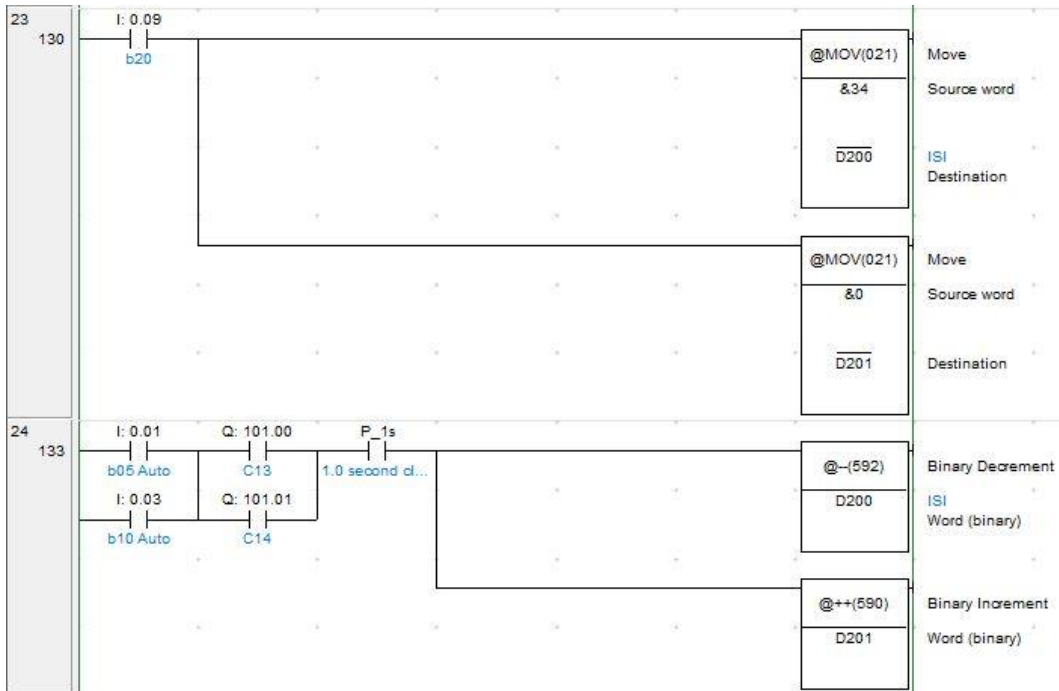 23
130
I: 0.09
b20
@MOV(021)
Move
&34
Source word
D200
ISI
Destination
@MOV(021)
Move
&0
Source word
D201
Destination
24
133
I: 0.01
Q: 101.00
P_1s
b05 Auto
C13
1.0 second cl...
@--(592)
Binary Decrement
D200
ISI
Word (binary)
I: 0.03
Q: 101.01
b10 Auto
C14
@++(590)
Binary Increment
D201
Word (binary)